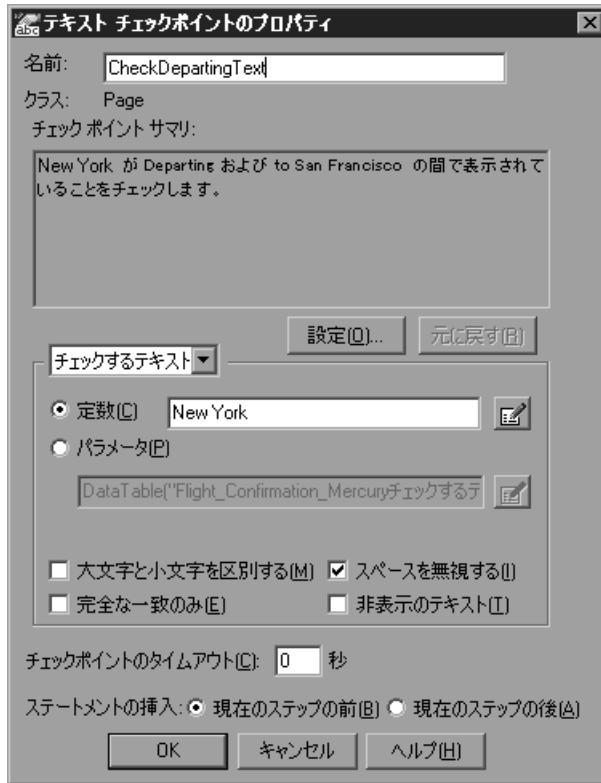 テキスト チェックポイントのプロパティ
名前: CheckDepartingText
クラス: Page
チェックポイント サマリ:
New York が Departing および to San Francisco の間で表示されて
いることをチェックします。
設定(O)... 元に戻す(R)
チェックするテキスト
定数(C) New York
パラメータ(P)
DataTable("Flight_Confirmation_Mercuryチェックするテ
大文字と小文字を区別する(M) スペースを無視する(I)
完全な一致のみ(E) 非表示のテキスト(T)
チェックポイントのタイムアウト(C): 0 秒
ステートメントの挿入: 現在のステップの前(B) 現在のステップの後(A)
OK キャンセル ヘルプ(H)